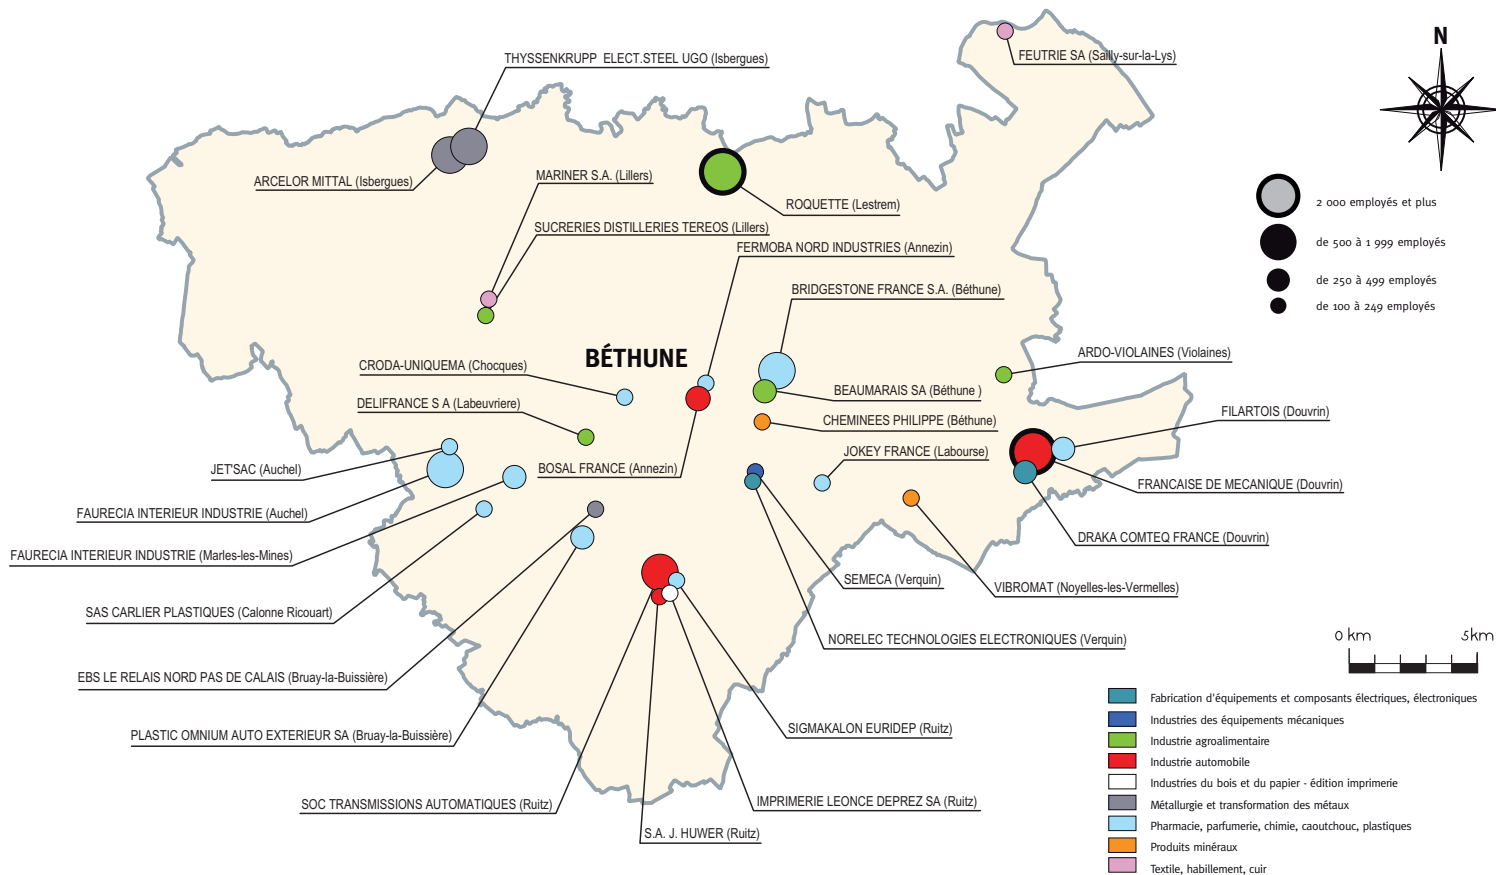 THYSSENKRUPP ELECT.STEEL UGO (Isbergues)
FEUTRIE SA (Sailly-sur-la-Lys)
N
ARCELOR MITTAL (Isbergues)
MARINER S.A. (Lillers)
ROQUETTE (Lestrem)
2 000 employés et plus
de 500 à 1 999 employés
de 250 à 499 employés
de 100 à 249 employés
SUCRERIES DISTILLERIES TEREOS (Lillers)
FERMOBA NORD INDUSTRIES (Annezin)
BRIDGESTONE FRANCE S.A. (Béthune)
BÉTHUNE
CRODA-UNIQUEMA (Chocques)
ARDO-VIOLAINES (Violaines)
DELIFRANCE S A (Labeuvriere)
BEAUMARAIS SA (Béthune )
CHEMINEES PHILIPPE (Béthune)
FILARTOIS (Douvrin)
JET'SAC (Auchel)
BOSAL FRANCE (Annezin)
JOKEY FRANCE (Labourse)
FRANCAISE DE MECANIQUE (Douvrin)
FAURECIA INTERIEUR INDUSTRIE (Auchel)
DRAKA COMTEQ FRANCE (Douvrin)
FAURECIA INTERIEUR INDUSTRIE (Marles-les-Mines)
SEMECA (Verquin)
VIBROMAT (Noyelles-les-Vermelles)
SAS CARLIER PLASTIQUES (Calonne Ricouart)
NORELEC TECHNOLOGIES ELECTRONIQUES (Verquin)
0 km 5km
EBS LE RELAIS NORD PAS DE CALAIS (Bruay-la-Buissière)
PLASTIC OMNIUM AUTO EXTERIEUR SA (Bruay-la-Buissière)
SIGMAKALON EURIDEP (Ruitz)
SOC TRANSMISSIONS AUTOMATIQUES (Ruitz)
IMPRIMERIE LEONCE DEPREZ SA (Ruitz)
S.A. J. HUWER (Ruitz)
Fabrication d'équipements et composants électriques, électroniques
Industries des équipements mécaniques
Industrie agroalimentaire
Industrie automobile
Industries du bois et du papier - édition imprimerie
Métallurgie et transformation des métaux
Pharmacie, parfumerie, chimie, caoutchouc, plastiques
Produits minéraux
Textile, habillement, cuir